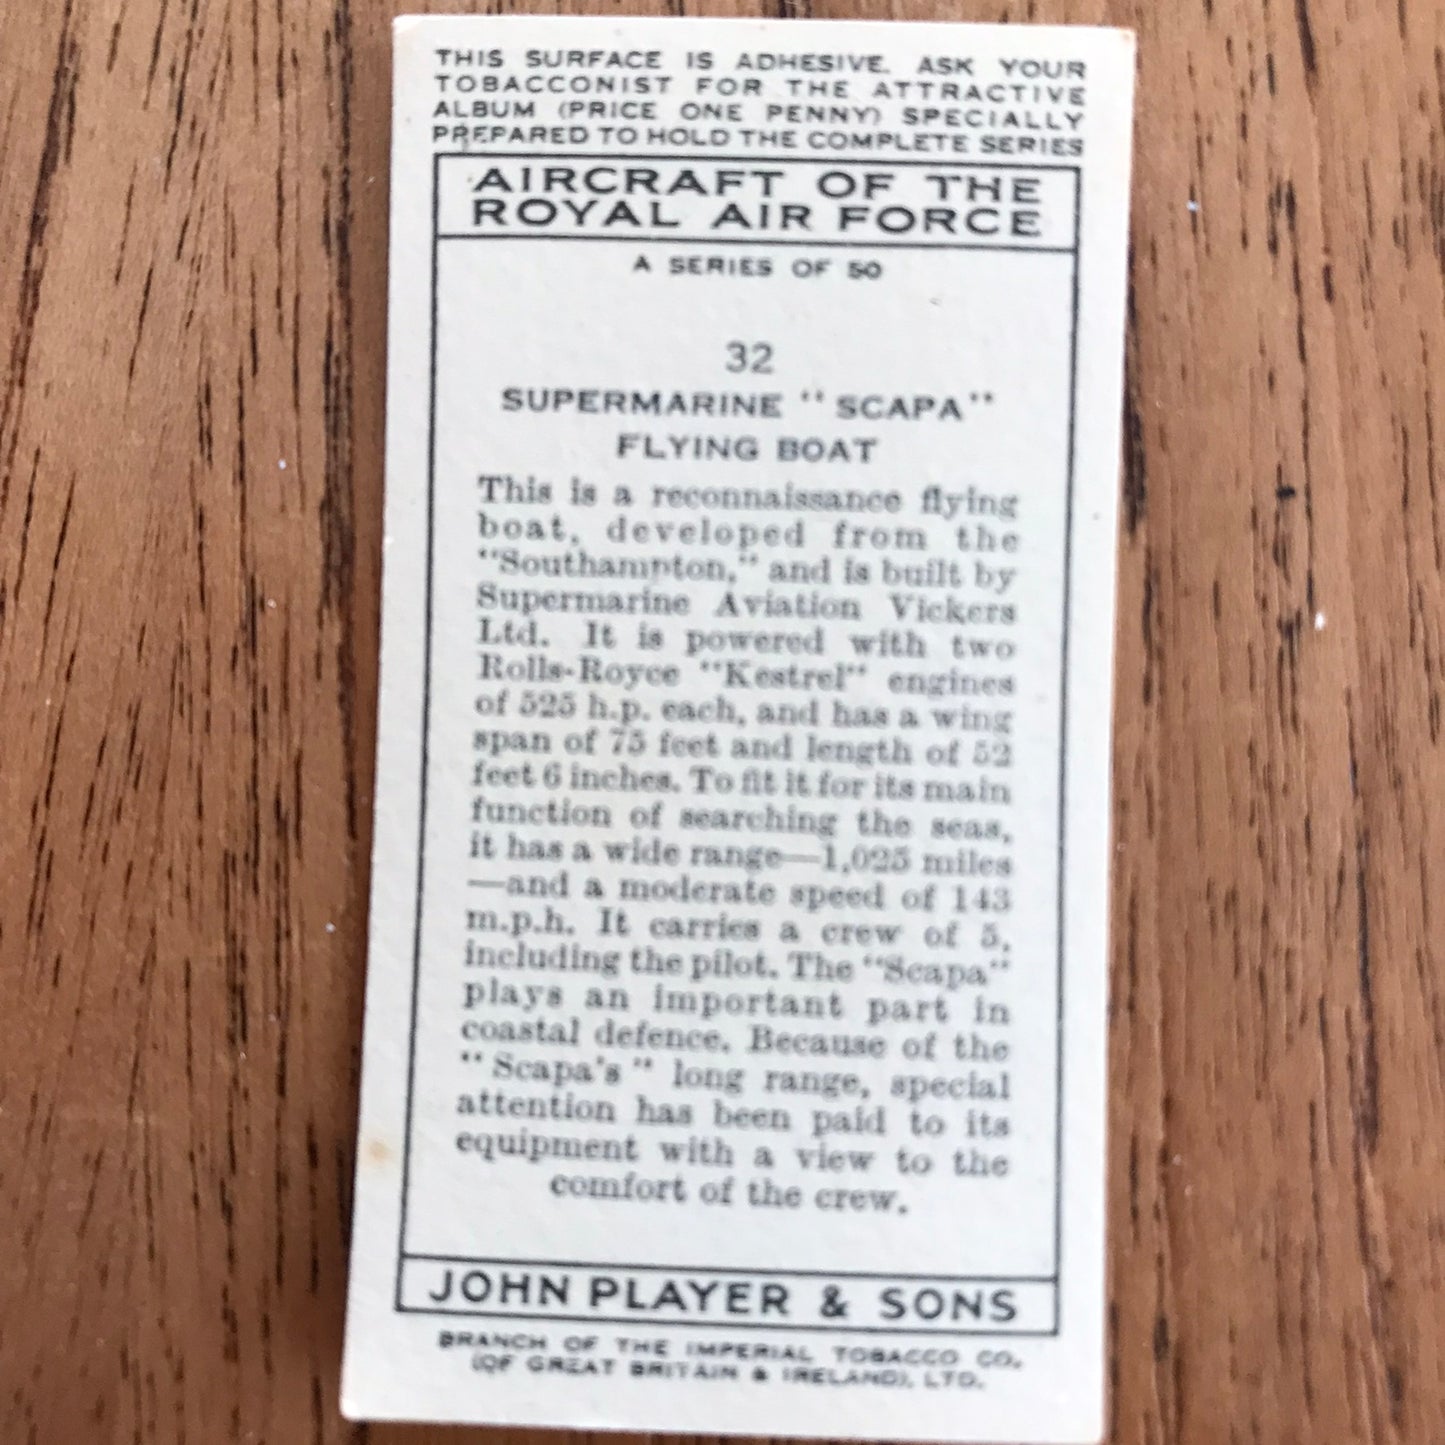 THIS SURFACE IS ADHESIVE. ASK YOUR
TOBACCONIST FOR THE ATTRACTIVE
ALBUM (PRICE ONE PENNY) SPECIALLY
PREPARED TO HOLD THE COMPLETE SERIES
AIRCRAFT OF THE
ROYAL AIR FORCE
A SERIES OF 50
32
SUPERMARINE "SCAPA"
FLYING BOAT
This is a reconnaissance flying
boat, developed from the
"Southampton," and is built by
Supermarine Aviation Vickers
Ltd. It is powered with two
Rolls-Royce "Kestrel" engines
of 525 h.p. each, and has a wing
span of 75 feet and length of 52
feet 6 inches. To fit it for its main
function of searching the seas,
it has a wide range—1,025 miles
—and a moderate speed of 143
m.p.h. It carries a crew of 5,
including the pilot. The "Scapa"
plays an important part in
coastal defence. Because of the
"Scapa's" long range, special
attention has been paid to its
equipment with a view to the
comfort of the crew.
JOHN PLAYER & SONS
BRANCH OF THE IMPERIAL TOBACCO CO.
(OF GREAT BRITAIN & IRELAND), LTD.